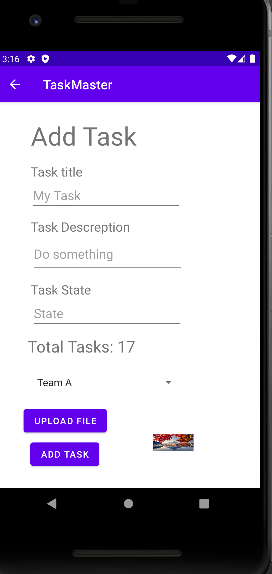 3:16
TaskMaster
Add Task
Task title
My Task
Task Descreption
Do something
Task State
State
Total Tasks: 17
Team A
UPLOAD FILE
ADD TASK